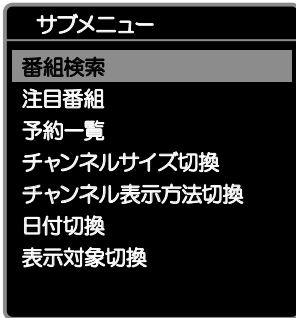 サブメニュー
番組検索
注目番組
予約一覧
チャンネルサイズ切換
チャンネル表示方法切換
日付切換
表示対象切換